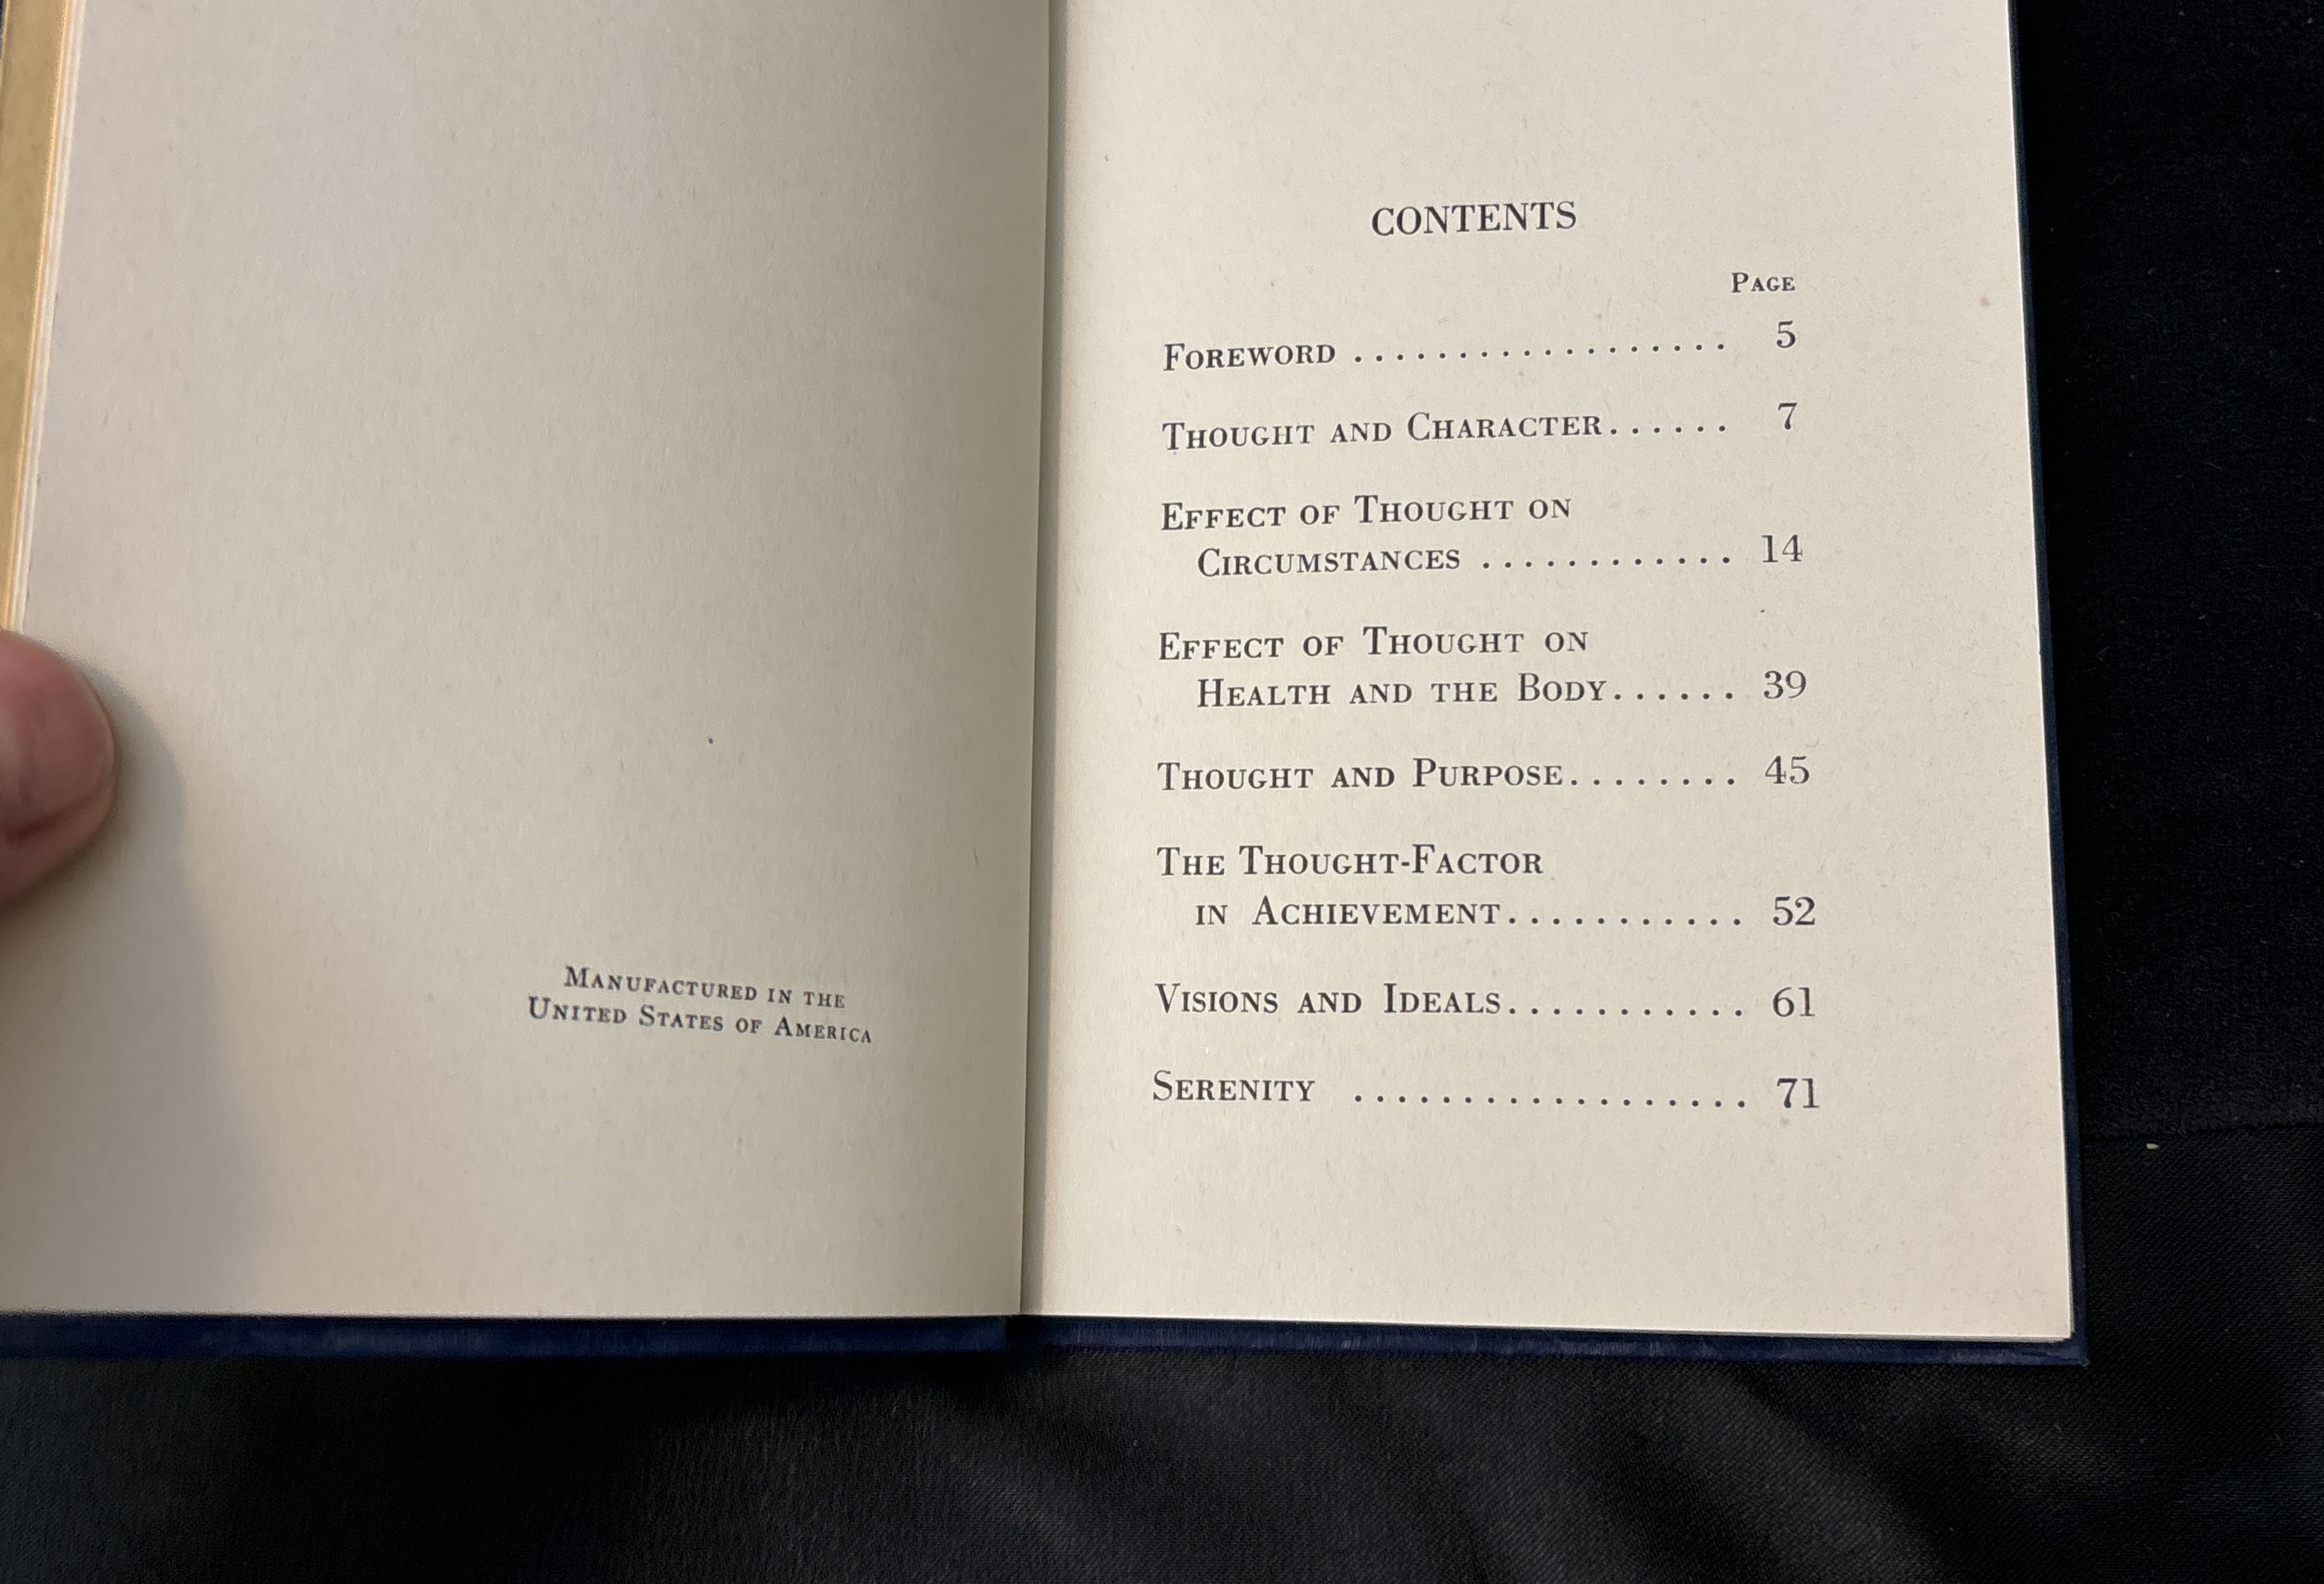 Manufactured in the
United States of America
CONTENTS
Page
Foreword .................. 5
Thought and Character...... 7
Effect of Thought on
Circumstances ............ 14
Effect of Thought on
Health and the Body...... 39
Thought and Purpose........ 45
The Thought-Factor
in Achievement........... 52
Visions and Ideals........... 61
Serenity ................... 71